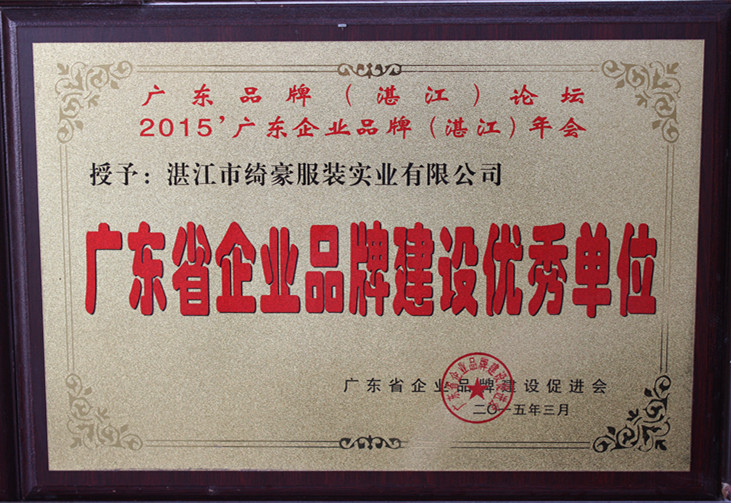 广东品牌（湛江）论坛
2015'广东企业品牌（湛江）年会
授予：湛江市绮豪服装实业有限公司
广东省企业品牌建设优秀单位
广东省企业品牌建设促进会
二〇一五年三月